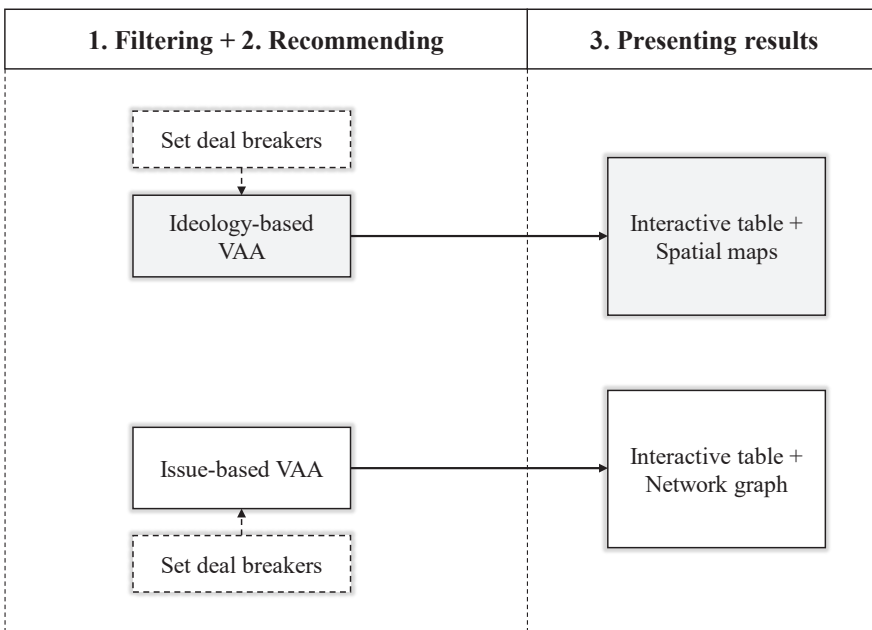 1. Filtering + 2. Recommending
3. Presenting results
Set deal breakers
Ideology-based
VAA
Interactive table +
Spatial maps
Issue-based VAA
Interactive table +
Network graph
Set deal breakers